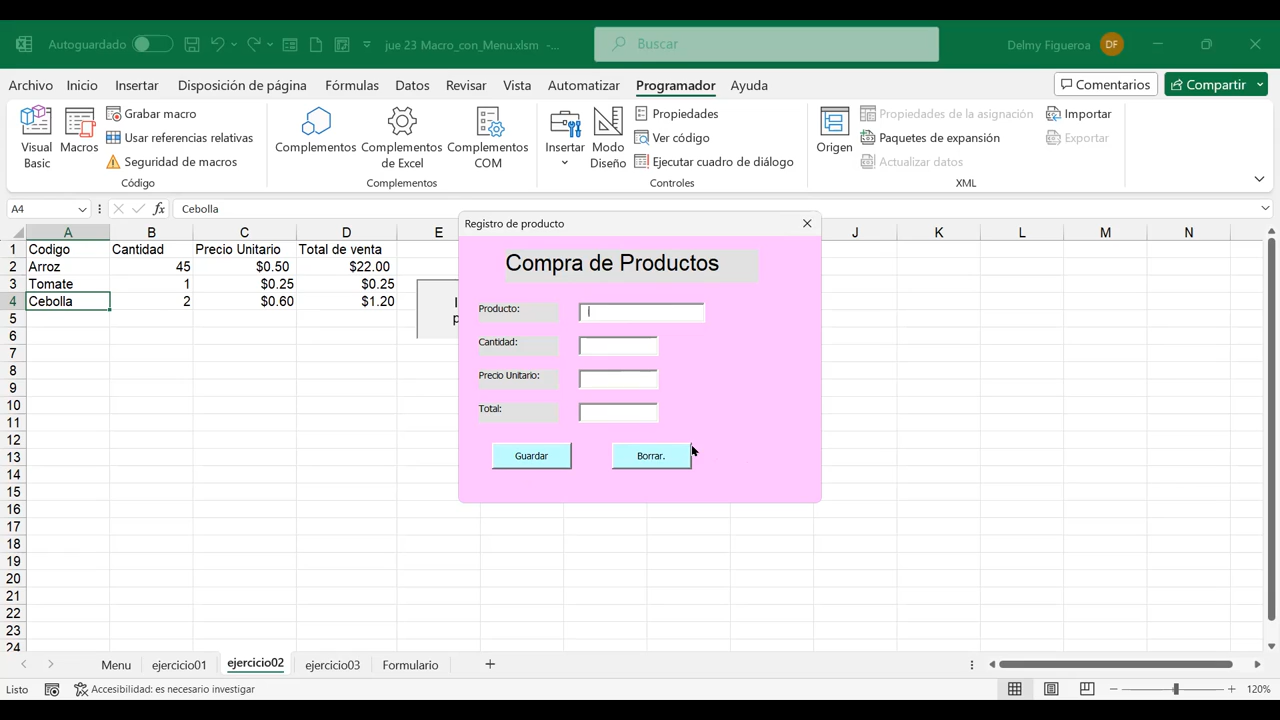 Autoguardado
jue 23 Macro_con_Menu.xlsm -...
Buscar
Delmy Figueroa
DF
Archivo Inicio Insertar Disposición de página Fórmulas Datos Revisar Vista Automatizar Programador Ayuda
Comentarios
Compartir
Visual Basic
Macros
Grabar macro
Usar referencias relativas
Seguridad de macros
Código
Complementos
Complementos de Excel
Complementos COM
Complementos
Insertar
Modo Diseño
Propiedades
Ver código
Ejecutar cuadro de diálogo
Controles
Origen
Propiedades de la asignación
Paquetes de expansión
Actualizar datos
Importar
Exportar
XML
A4
fx
Cebolla
A B C D E J K L M N
1 Codigo Cantidad Precio Unitario Total de venta
2 Arroz 45 $0.50 $22.00
3 Tomate 1 $0.25 $0.25
4 Cebolla 2 $0.60 $1.20
5
6
7
8
9
10
11
12
13
14
15
16
17
18
19
20
21
22
23
24
Registro de producto
Compra de Productos
Producto:
Cantidad:
Precio Unitario:
Total:
Guardar
Borrar.
Menu ejercicio01 ejercicio02 ejercicio03 Formulario
Listo
Accesibilidad: es necesario investigar
120%